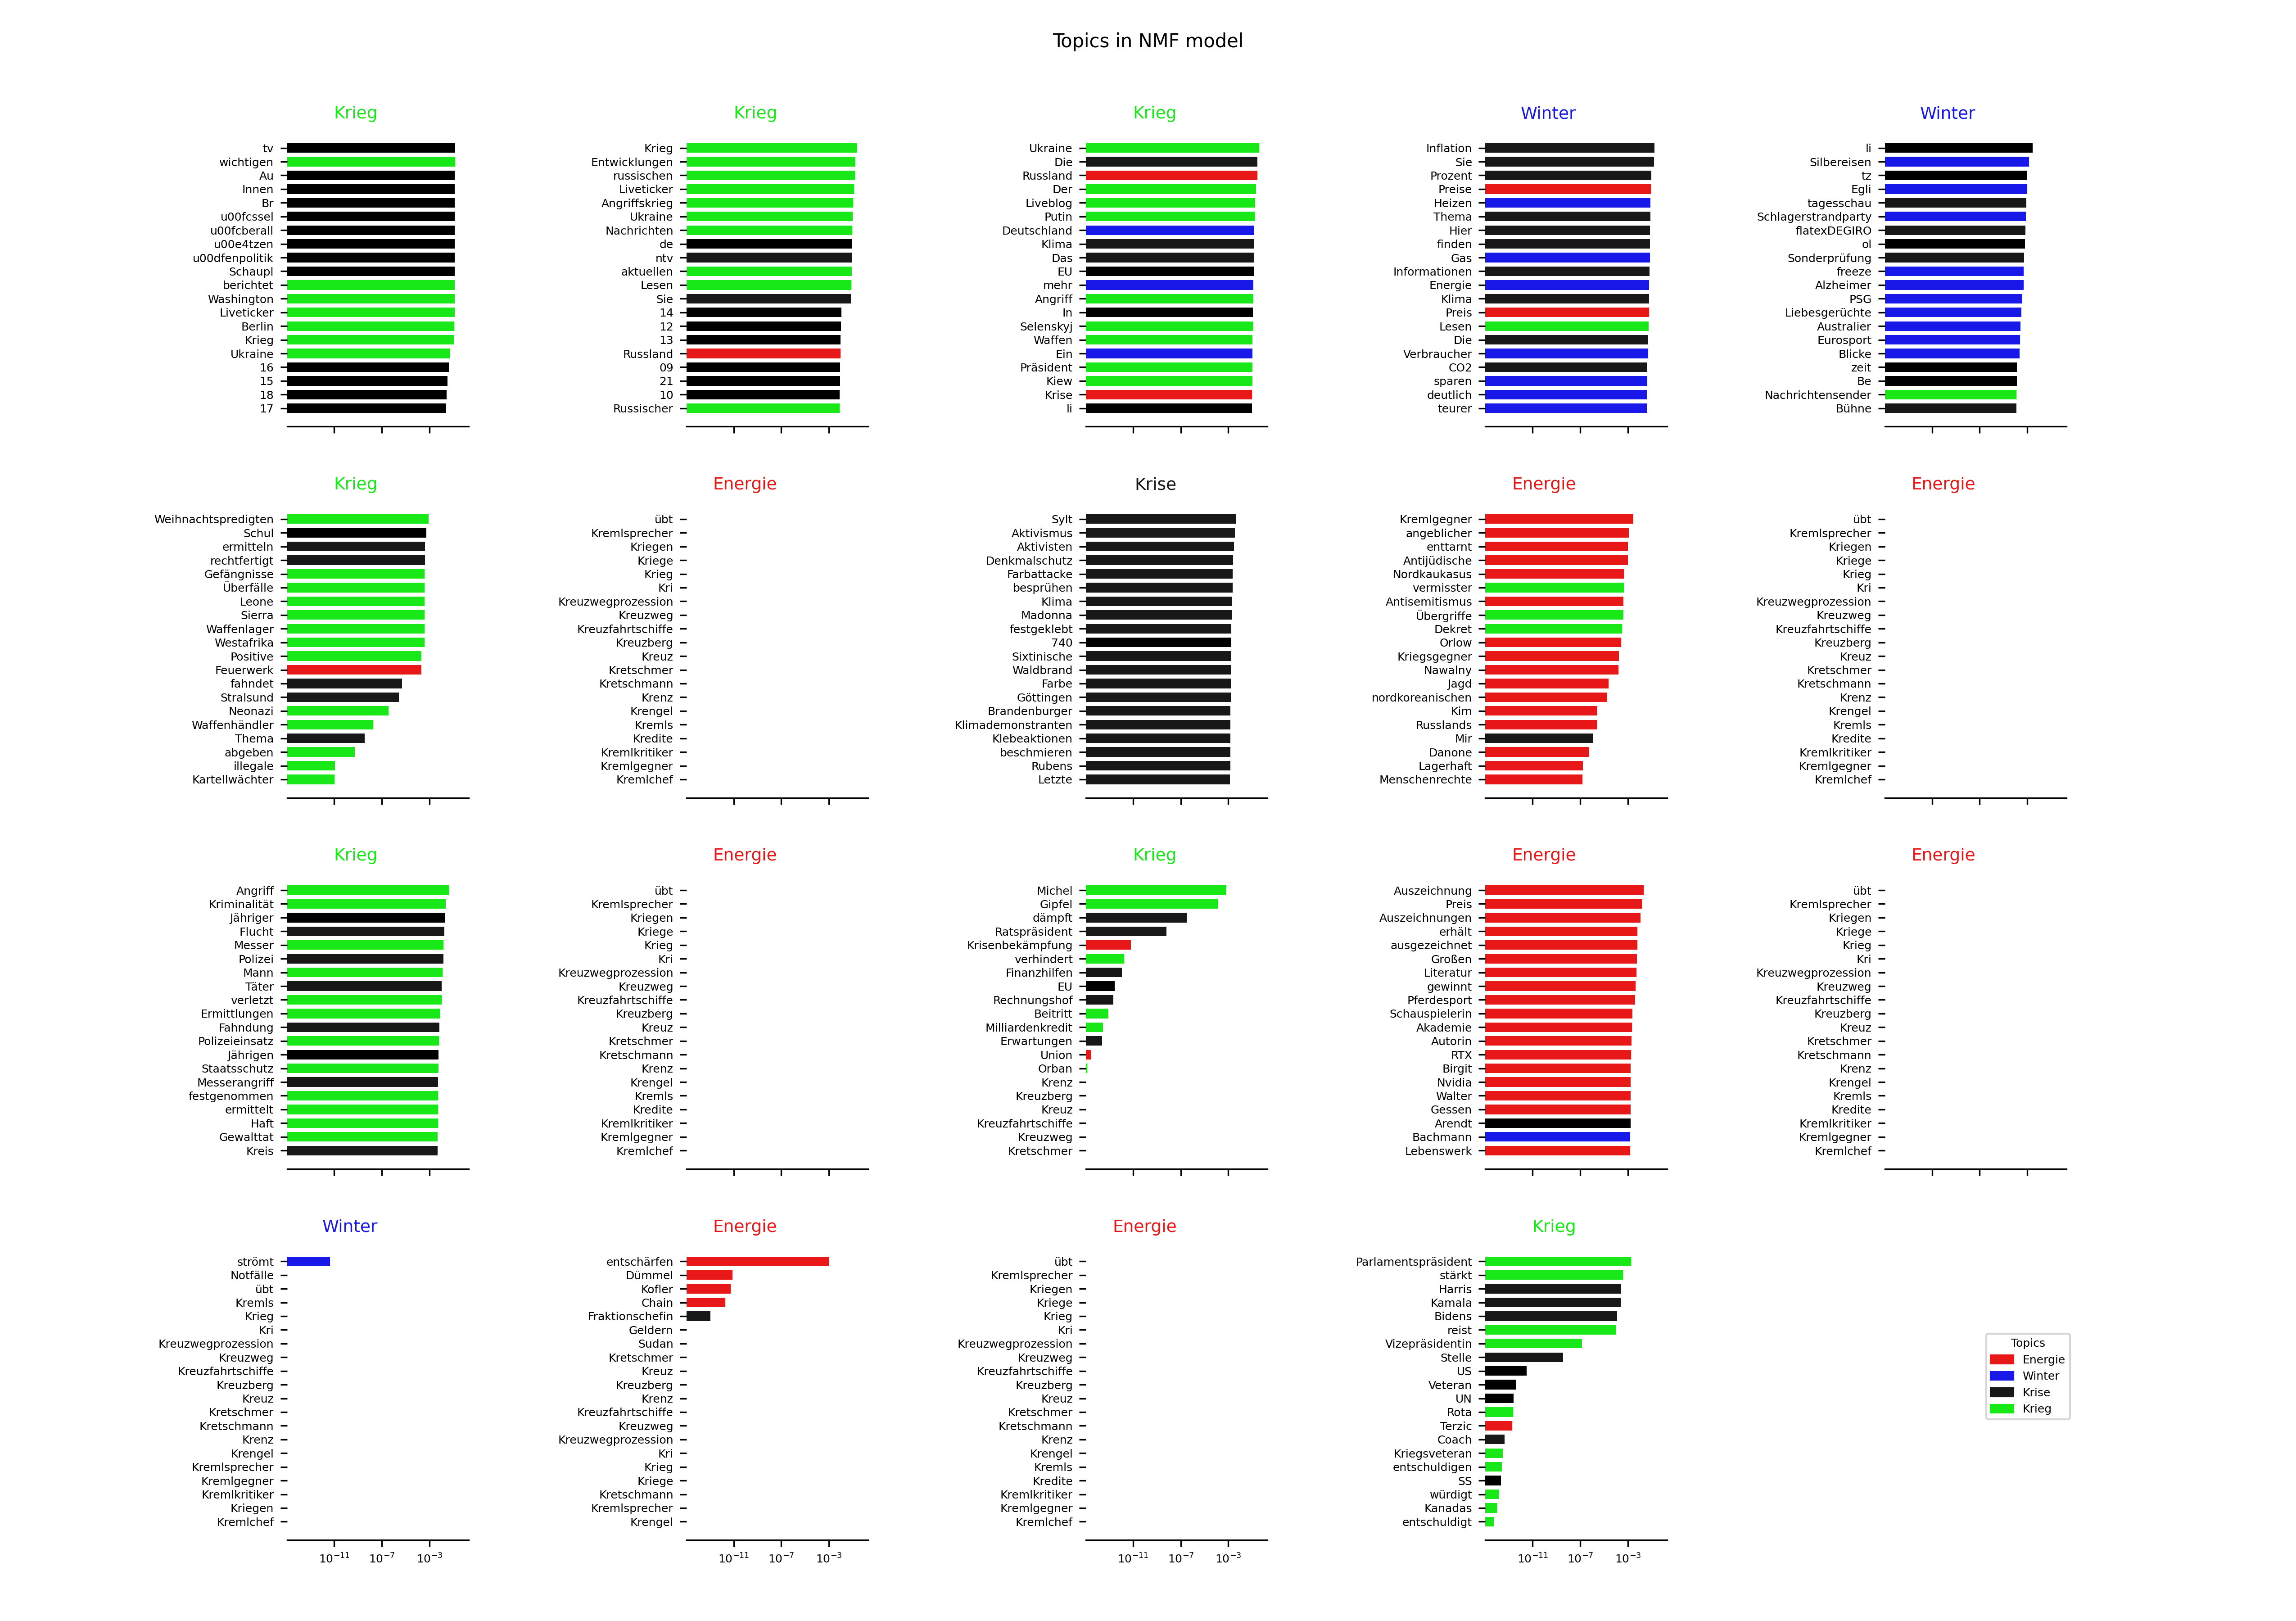 Topics in NMF model
Krieg
tv
wichtigen
Au
Innen
Br
u00fcssel
u00fcberall
u00e4tzen
u00dfenpolitik
Schaupl
berichtet
Washington
Liveticker
Berlin
Krieg
Ukraine
16
15
18
17
Krieg
Krieg
Entwicklungen
russischen
Liveticker
Angriffskrieg
Ukraine
Nachrichten
de
ntv
aktuellen
Lesen
Sie
14
12
13
Russland
09
21
10
Russischer
Krieg
Ukraine
Die
Russland
Der
Liveblog
Putin
Deutschland
Klima
Das
EU
mehr
Angriff
In
Selenskyj
Waffen
Ein
Präsident
Kiew
Krise
li
Winter
Inflation
Sie
Prozent
Preise
Heizen
Thema
Hier
finden
Gas
Informationen
Energie
Klima
Preis
Lesen
Die
Verbraucher
CO2
sparen
deutlich
teurer
Winter
li
Silbereisen
tz
Egli
tagesschau
Schlagerstrandparty
flatexDEGIRO
ol
Sonderprüfung
freeze
Alzheimer
PSG
Liebesgerüchte
Australier
Eurosport
Blicke
zeit
Be
Nachrichtensender
Bühne
Krieg
Weihnachtspredigten
Schul
ermitteln
rechtfertigt
Gefängnisse
Überfälle
Leone
Sierra
Waffenlager
Westafrika
Positive
Feuerwerk
fahndet
Stralsund
Neonazi
Waffenhändler
Thema
abgeben
illegale
Kartellwächter
Energie
übt
Kremlsprecher
Kriegen
Kriege
Krieg
Kri
Kreuzwegprozession
Kreuzweg
Kreuzfahrtschiffe
Kreuzberg
Kreuz
Kretschmer
Kretschmann
Krenz
Krengel
Kremls
Kredite
Kremlkritiker
Kremlgegner
Kremlchef
Krise
Sylt
Aktivismus
Aktivisten
Denkmalschutz
Farbattacke
besprühen
Klima
Madonna
festgeklebt
740
Sixtinische
Waldbrand
Farbe
Göttingen
Brandenburger
Klimademonstranten
Klebeaktionen
beschmieren
Rubens
Letzte
Energie
Kremlgegner
angeblicher
enttarnt
Antijüdische
Nordkaukasus
vermisster
Antisemitismus
Übergriffe
Dekret
Orlow
Kriegsgegner
Nawalny
Jagd
nordkoreanischen
Kim
Russlands
Mir
Danone
Lagerhaft
Menschenrechte
Energie
übt
Kremlsprecher
Kriegen
Kriege
Krieg
Kri
Kreuzwegprozession
Kreuzweg
Kreuzfahrtschiffe
Kreuzberg
Kreuz
Kretschmer
Kretschmann
Krenz
Krengel
Kremls
Kredite
Kremlkritiker
Kremlgegner
Kremlchef
Krieg
Angriff
Kriminalität
Jähriger
Flucht
Messer
Polizei
Mann
Täter
verletzt
Ermittlungen
Fahndung
Polizeieinsatz
Jährigen
Staatsschutz
Messerangriff
festgenommen
ermittelt
Haft
Gewalttat
Kreis
Energie
übt
Kremlsprecher
Kriegen
Kriege
Krieg
Kri
Kreuzwegprozession
Kreuzweg
Kreuzfahrtschiffe
Kreuzberg
Kreuz
Kretschmer
Kretschmann
Krenz
Krengel
Kremls
Kredite
Kremlkritiker
Kremlgegner
Kremlchef
Krieg
Michel
Gipfel
dämpft
Ratspräsident
Krisenbekämpfung
verhindert
Finanzhilfen
EU
Rechnungshof
Beitritt
Milliardenkredit
Erwartungen
Union
Orban
Krenz
Kreuzberg
Kreuz
Kreuzfahrtschiffe
Kreuzweg
Kretschmer
Energie
Auszeichnung
Preis
Auszeichnungen
erhält
ausgezeichnet
Großen
Literatur
gewinnt
Pferdesport
Schauspielerin
Akademie
Autorin
RTX
Birgit
Nvidia
Walter
Gessen
Arendt
Bachmann
Lebenswerk
Energie
übt
Kremlsprecher
Kriegen
Kriege
Krieg
Kri
Kreuzwegprozession
Kreuzweg
Kreuzfahrtschiffe
Kreuzberg
Kreuz
Kretschmer
Kretschmann
Krenz
Krengel
Kremls
Kredite
Kremlkritiker
Kremlgegner
Kremlchef
Winter
strömt
Notfälle
übt
Kremls
Krieg
Kri
Kreuzwegprozession
Kreuzweg
Kreuzfahrtschiffe
Kreuzberg
Kreuz
Kretschmer
Kretschmann
Krenz
Krengel
Kremlsprecher
Kremlgegner
Kremlkritiker
Kriegen
Kremlchef
10⁻¹¹ 10⁻⁷ 10⁻³
Energie
entschärfen
Dümmel
Kofler
Chain
Fraktionschefin
Geldern
Sudan
Kretschmer
Kreuz
Kreuzberg
Krenz
Kreuzfahrtschiffe
Kreuzweg
Kreuzwegprozession
Kri
Krieg
Kriege
Kretschmann
Kremlsprecher
Krengel
10⁻¹¹ 10⁻⁷ 10⁻³
Energie
übt
Kremlsprecher
Kriegen
Kriege
Krieg
Kri
Kreuzwegprozession
Kreuzweg
Kreuzfahrtschiffe
Kreuzberg
Kreuz
Kretschmer
Kretschmann
Krenz
Krengel
Kremls
Kredite
Kremlkritiker
Kremlgegner
Kremlchef
10⁻¹¹ 10⁻⁷ 10⁻³
Krieg
Parlamentspräsident
stärkt
Harris
Kamala
Bidens
reist
Vizepräsidentin
Stelle
US
Veteran
UN
Rota
Terzic
Coach
Kriegsveteran
entschuldigen
SS
würdigt
Kanadas
entschuldigt
10⁻¹¹ 10⁻⁷ 10⁻³
Topics
Energie
Winter
Krise
Krieg